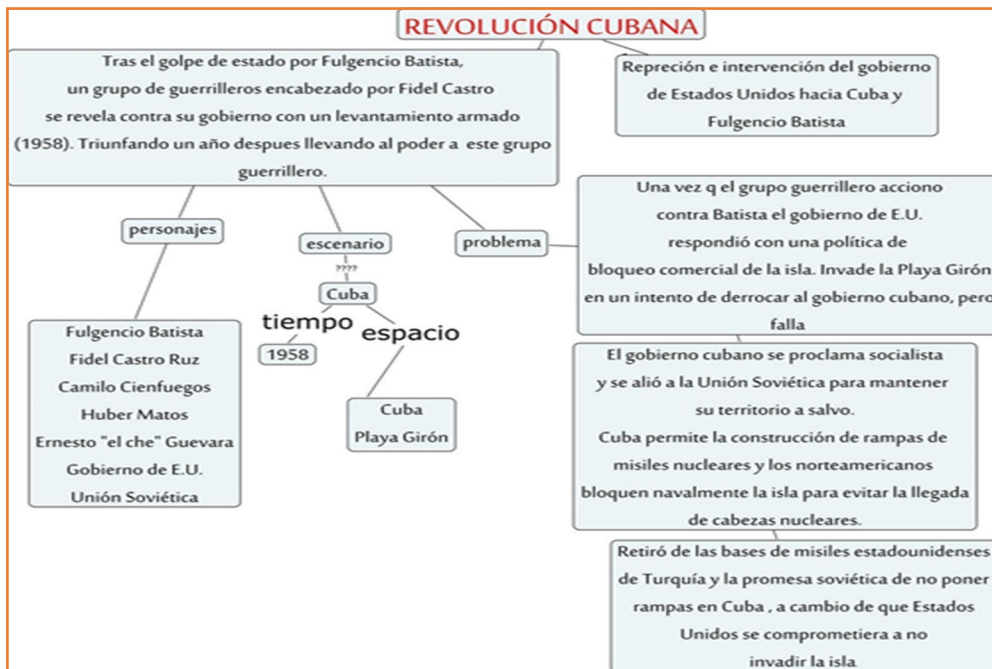 REVOLUCIÓN CUBANA
Tras el golpe de estado por Fulgencio Batista,
un grupo de guerrilleros encabezado por Fidel Castro
se revela contra su gobierno con un levantamiento armado
(1958). Triunfando un año despues llevando al poder a este grupo
guerrillero.
Repreción e intervención del gobierno
de Estados Unidos hacia Cuba y
Fulgencio Batista
personajes
Fulgencio Batista
Fidel Castro Ruz
Camilo Cienfuegos
Huber Matos
Ernesto "el che" Guevara
Gobierno de E.U.
Unión Soviética
escenario
????
Cuba
tiempo
1958
espacio
Cuba
Playa Girón
problema
Una vez q el grupo guerrillero acciono
contra Batista el gobierno de E.U.
respondió con una política de
bloqueo comercial de la isla. Invade la Playa Girón
en un intento de derrocar al gobierno cubano, pero
falla
El gobierno cubano se proclama socialista
y se alió a la Unión Soviética para mantener
su territorio a salvo.
Cuba permite la construcción de rampas de
misiles nucleares y los norteamericanos
bloquen navalmente la isla para evitar la llegada
de cabezas nucleares.
Retiró de las bases de misiles estadounidenses
de Turquía y la promesa soviética de no poner
rampas en Cuba , a cambio de que Estados
Unidos se comprometiera a no
invadir la isla